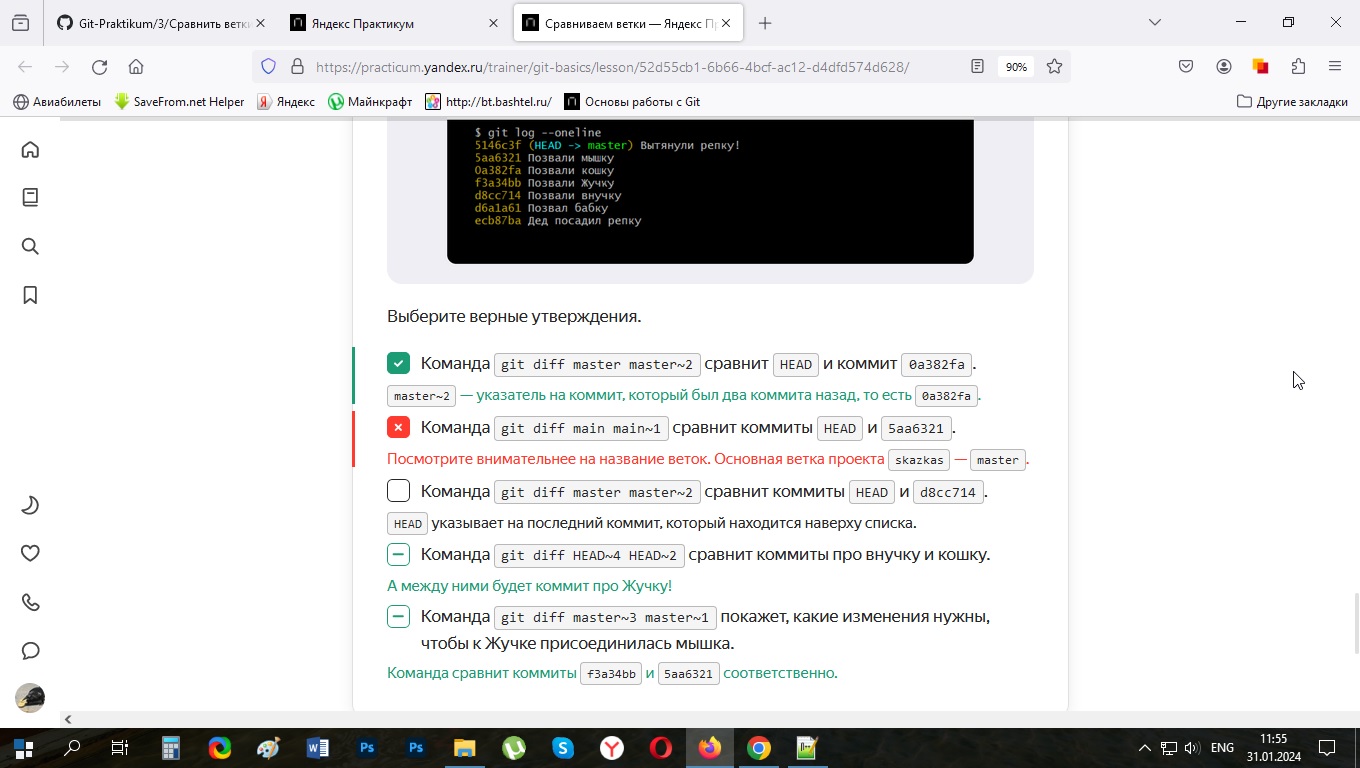 Git-Praktikum/3/Сравнить ветк
Яндекс Практикум
Сравниваем ветки — Яндекс П
https://practicum.yandex.ru/trainer/git-basics/lesson/52d55cb1-6b66-4bcf-ac12-d4dfd574d628/
90%
Авиабилеты
SaveFrom.net Helper
Яндекс
Майнкрафт
http://bt.bashtel.ru/
Основы работы с Git
Другие закладки
$ git log --oneline
5146c3f (HEAD -> master) Вытянули репку!
5aa6321 Позвали мышку
0a382fa Позвали кошку
f3a34bb Позвали Жучку
d8cc714 Позвали внучку
d6a1a61 Позвал бабку
ecb87ba Дед посадил репку
Выберите верные утверждения.
Команда git diff master master~2 сравнит HEAD и коммит 0a382fa.
master~2 — указатель на коммит, который был два коммита назад, то есть 0a382fa.
Команда git diff main main~1 сравнит коммиты HEAD и 5aa6321.
Посмотрите внимательнее на название веток. Основная ветка проекта skazkas — master.
Команда git diff master master~2 сравнит коммиты HEAD и d8cc714.
HEAD указывает на последний коммит, который находится наверху списка.
Команда git diff HEAD~4 HEAD~2 сравнит коммиты про внучку и кошку.
А между ними будет коммит про Жучку!
Команда git diff master~3 master~1 покажет, какие изменения нужны,
чтобы к Жучке присоединилась мышка.
Команда сравнит коммиты f3a34bb и 5aa6321 соответственно.
W
Ps
Ps
S
Y
ENG
11:55
31.01.2024